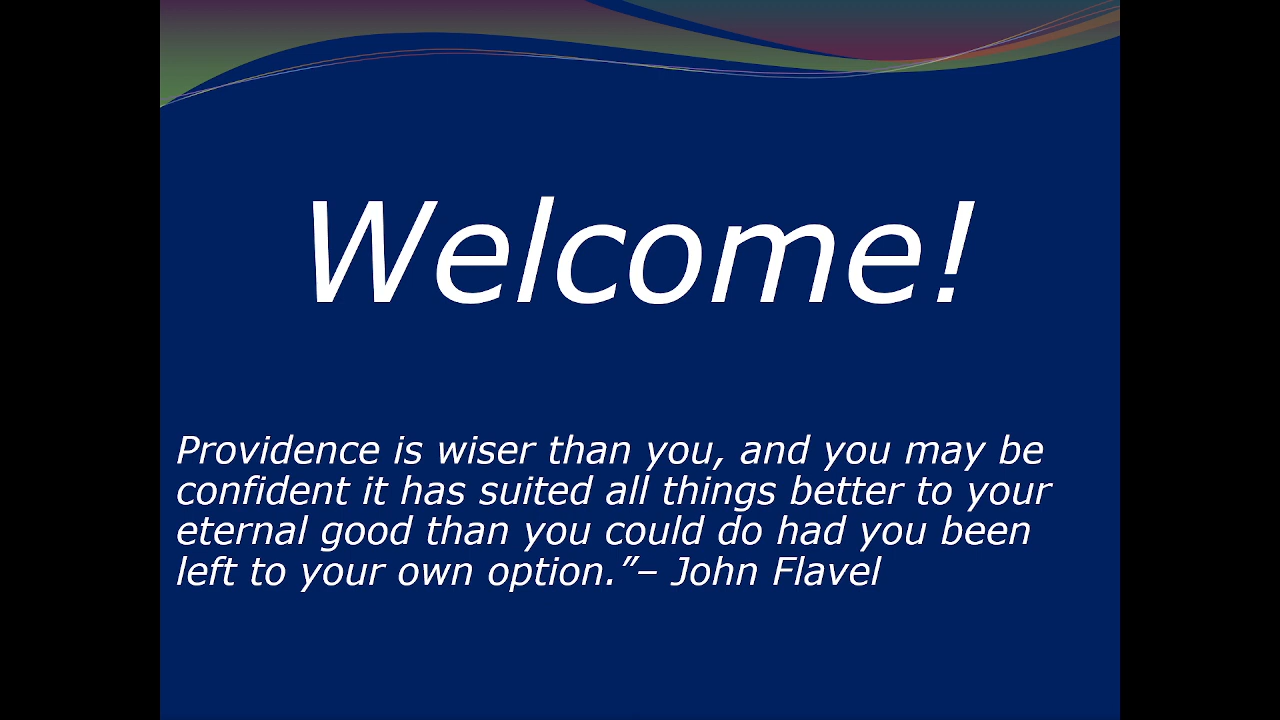 Welcome!
Providence is wiser than you, and you may be
confident it has suited all things better to your
eternal good than you could do had you been
left to your own option.”– John Flavel